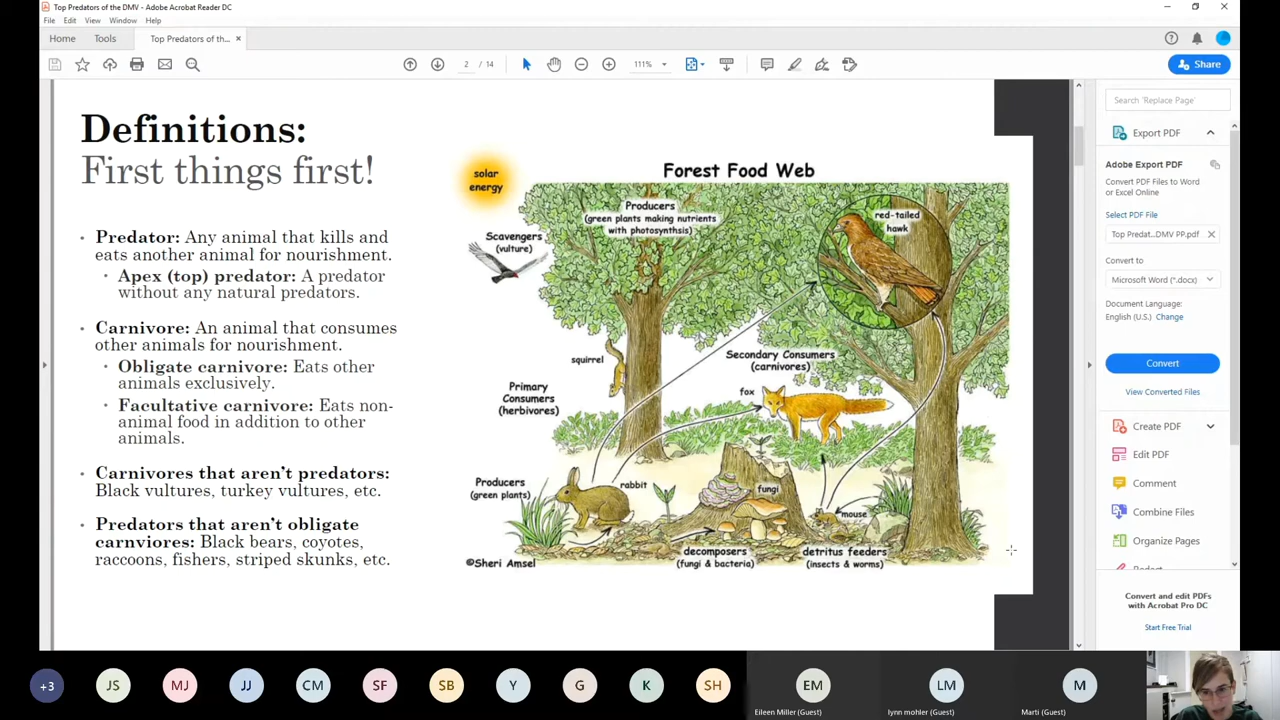 Top Predators of the DMV - Adobe Acrobat Reader DC
File Edit View Window Help
Home Tools Top Predators of th... ×
2 / 14 111% Share
Definitions:
First things first!
• Predator: Any animal that kills and
eats another animal for nourishment.
• Apex (top) predator: A predator
without any natural predators.
• Carnivore: An animal that consumes
other animals for nourishment.
• Obligate carnivore: Eats other
animals exclusively.
• Facultative carnivore: Eats non-
animal food in addition to other
animals.
• Carnivores that aren't predators:
Black vultures, turkey vultures, etc.
• Predators that aren't obligate
carnviores: Black bears, coyotes,
raccoons, fishers, striped skunks, etc.
Forest Food Web
solar
energy
Producers
(green plants making nutrients
with photosynthsis)
Scavengers
(vulture)
red-tailed
hawk
squirrel
Secondary Consumers
(carnivores)
Primary
Consumers
(herbivores)
fox
Producers
(green plants)
rabbit
fungi
mouse
decomposers
(fungi & bacteria)
detritus feeders
(insects & worms)
©Sheri Amsel
Search 'Replace Page'
Export PDF
Adobe Export PDF
Convert PDF Files to Word
or Excel Online
Select PDF File
Top Predat...DMV PP.pdf ×
Convert to
Microsoft Word (*.docx)
Document Language:
English (U.S.) Change
Convert
View Converted Files
Create PDF
Edit PDF
Comment
Combine Files
Organize Pages
Redact
Convert and edit PDFs
with Acrobat Pro DC
Start Free Trial
+3 JS MJ JJ CM SF SB Y G K SH EM LM M
Eileen Miller (Guest) lynn mohler (Guest) Marti (Guest)